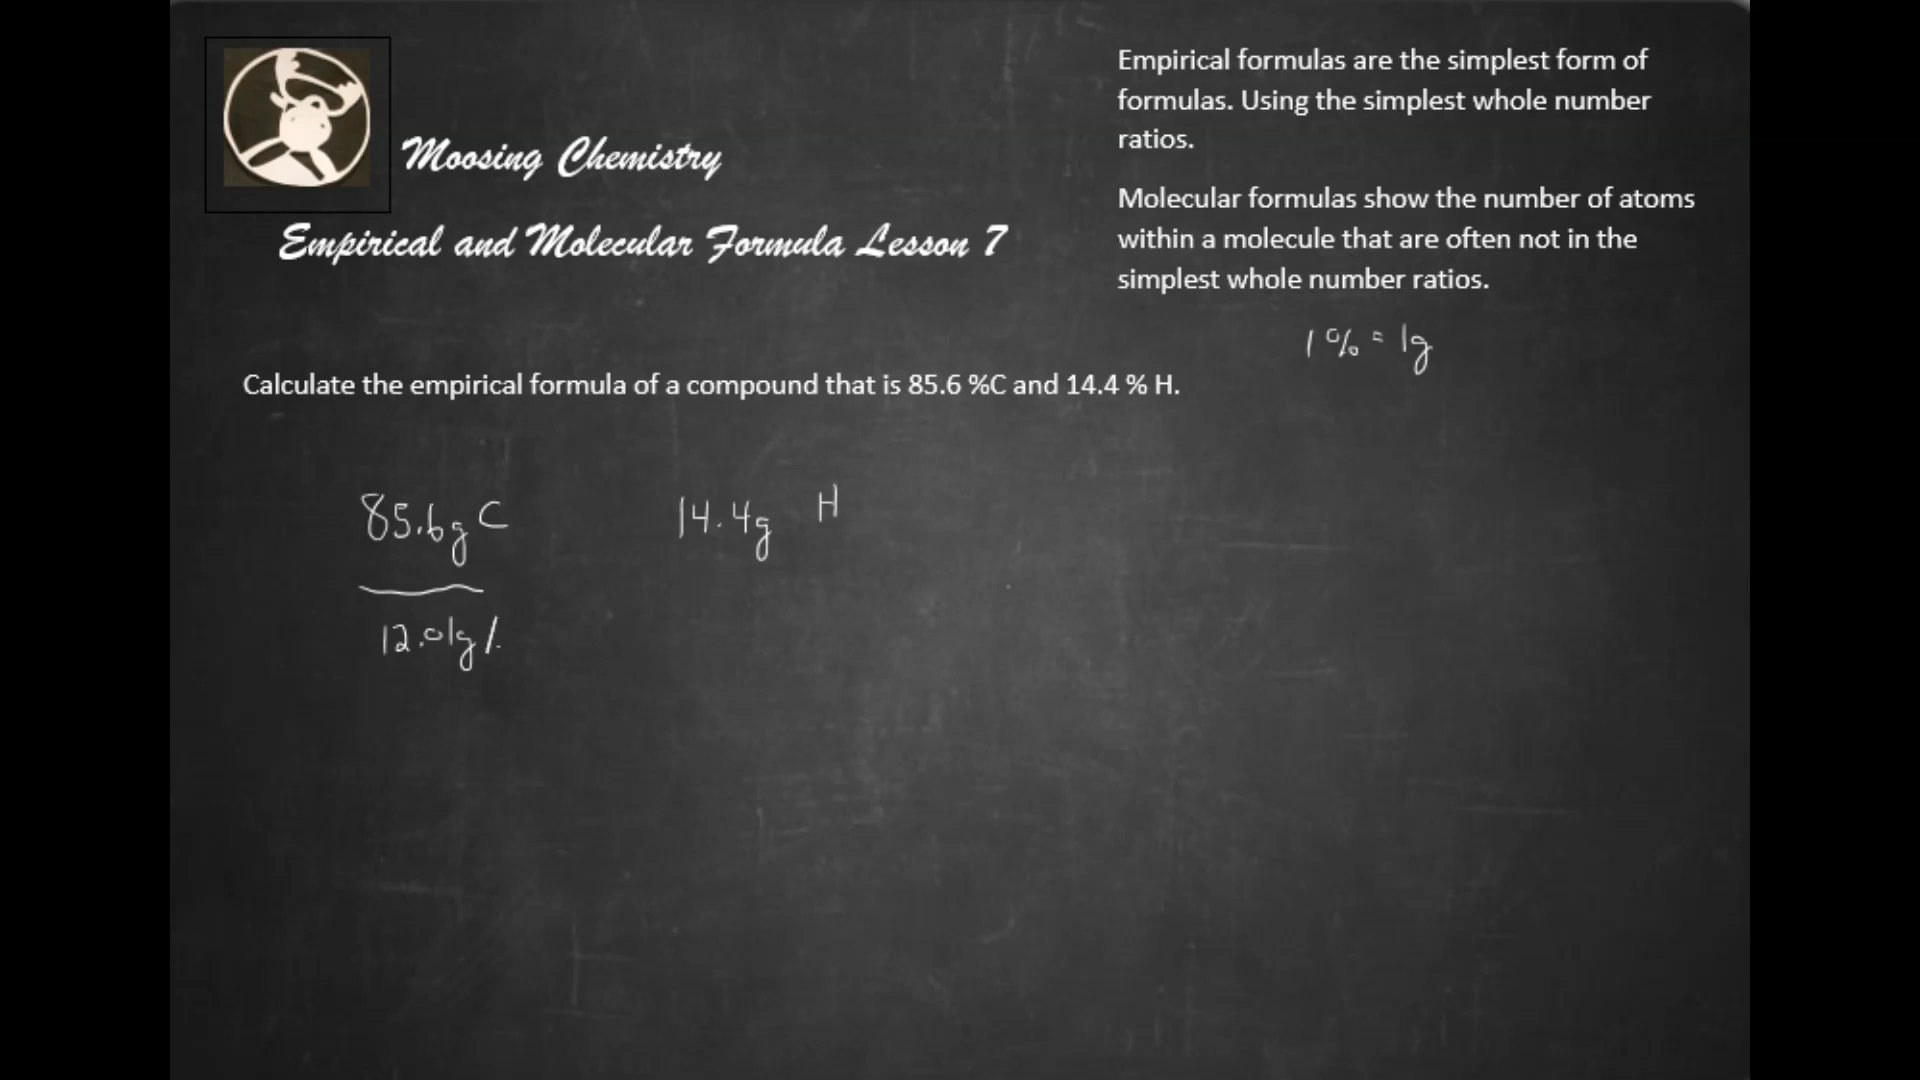 Empirical formulas are the simplest form of
formulas. Using the simplest whole number
ratios.
Moosing Chemistry
Molecular formulas show the number of atoms
within a molecule that are often not in the
simplest whole number ratios.
Empirical and Molecular Formula Lesson 7
1% = 1g
Calculate the empirical formula of a compound that is 85.6 %C and 14.4 % H.
85.6g C
14.4g H
12.01g/